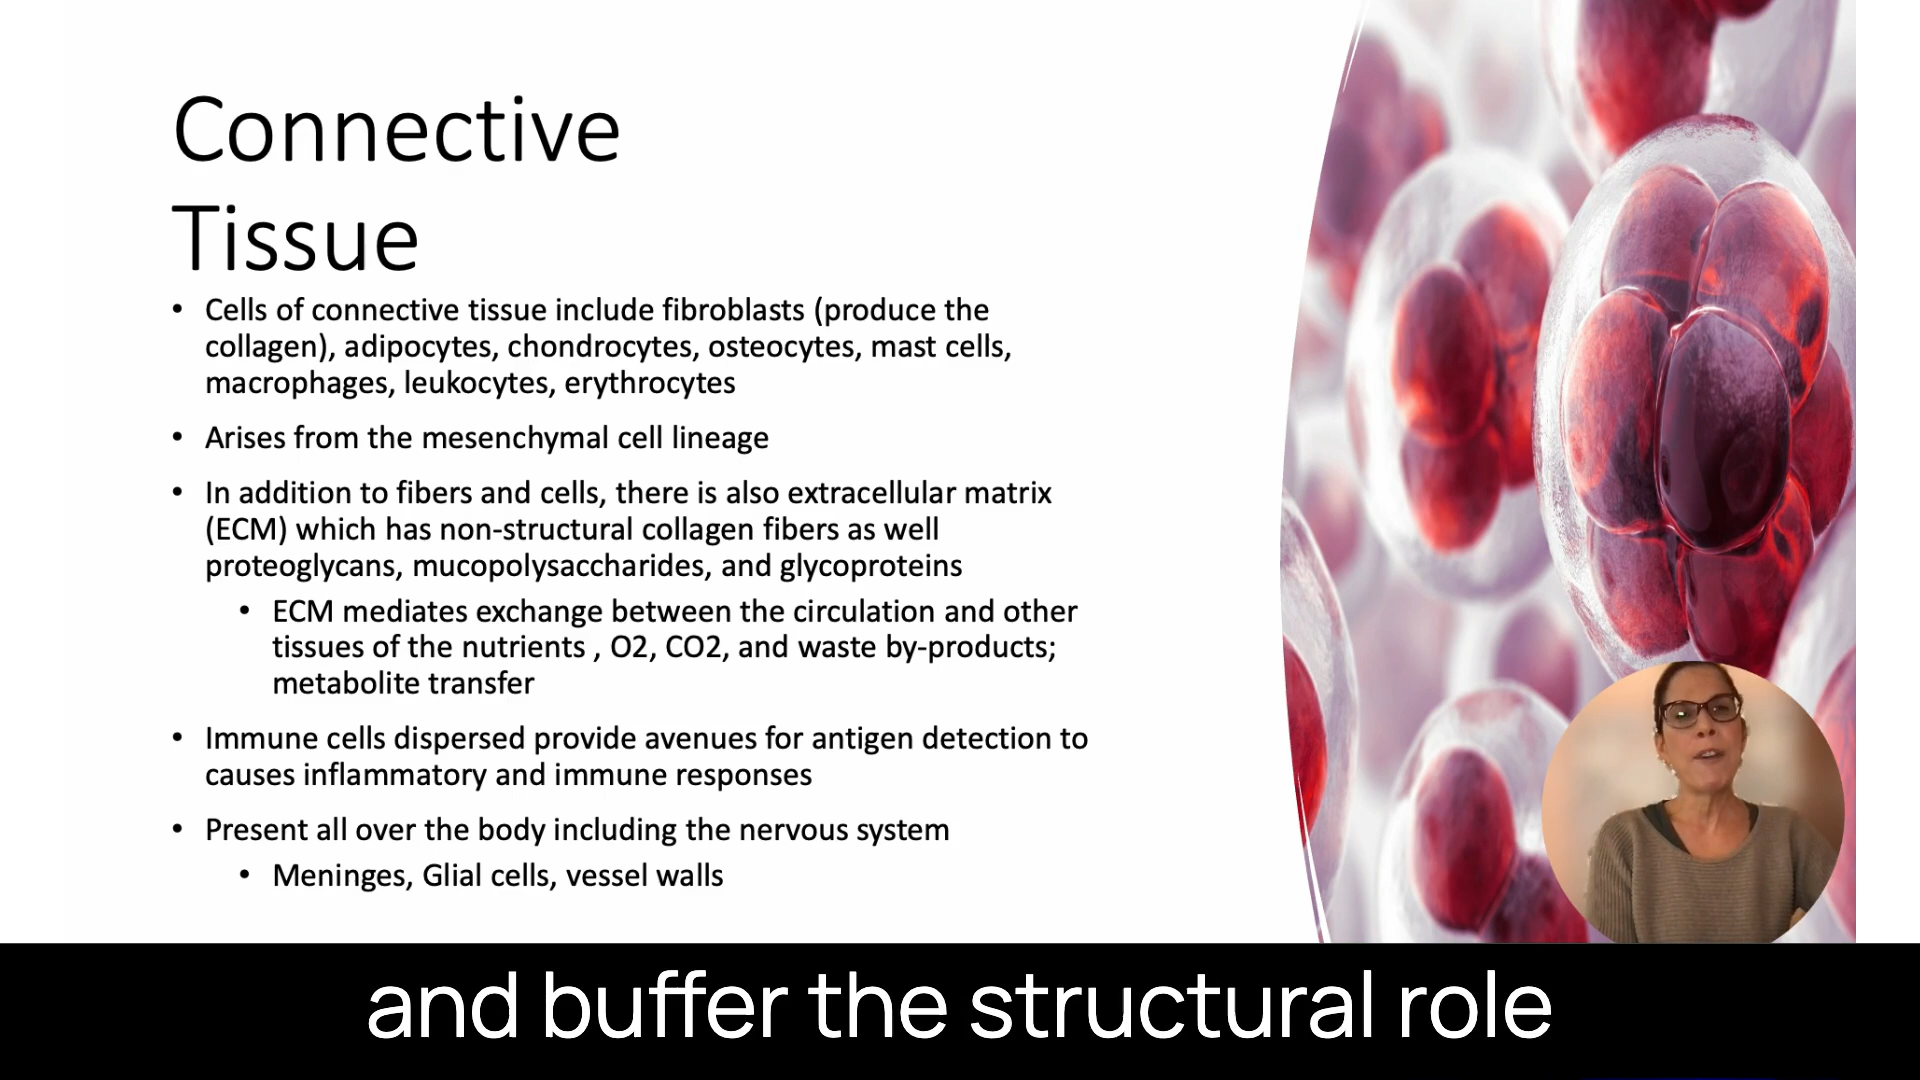 Connective
Tissue
• Cells of connective tissue include fibroblasts (produce the
collagen), adipocytes, chondrocytes, osteocytes, mast cells,
macrophages, leukocytes, erythrocytes
• Arises from the mesenchymal cell lineage
• In addition to fibers and cells, there is also extracellular matrix
(ECM) which has non-structural collagen fibers as well
proteoglycans, mucopolysaccharides, and glycoproteins
• ECM mediates exchange between the circulation and other
tissues of the nutrients , O2, CO2, and waste by-products;
metabolite transfer
• Immune cells dispersed provide avenues for antigen detection to
causes inflammatory and immune responses
• Present all over the body including the nervous system
• Meninges, Glial cells, vessel walls
and buffer the structural role